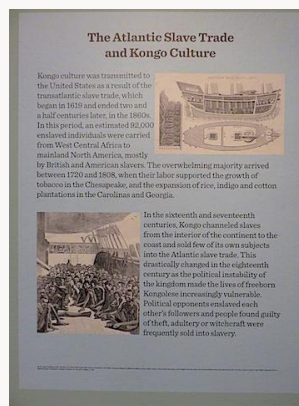 The Atlantic Slave Trade
and Kongo Culture
Kongo culture was transmitted to
the United States as a result of the
transatlantic slave trade, which
began in 1619 and ended two and
a half centuries later, in the 1860s.
In this period, an estimated 92,000
enslaved individuals were carried
from West Central Africa to
mainland North America, mostly
by British and American slavers. The overwhelming majority arrived
between 1720 and 1808, when their labor supported the growth of
tobacco in the Chesapeake, and the expansion of rice, indigo and cotton
plantations in the Carolinas and Georgia.
In the sixteenth and seventeenth
centuries, Kongo channeled slaves
from the interior of the continent to the
coast and sold few of its own subjects
into the Atlantic slave trade. This
drastically changed in the eighteenth
century as the political instability of
the kingdom made the lives of freeborn
Kongolese increasingly vulnerable.
Political opponents enslaved each
other's followers and people found guilty
of theft, adultery or witchcraft were
frequently sold into slavery.